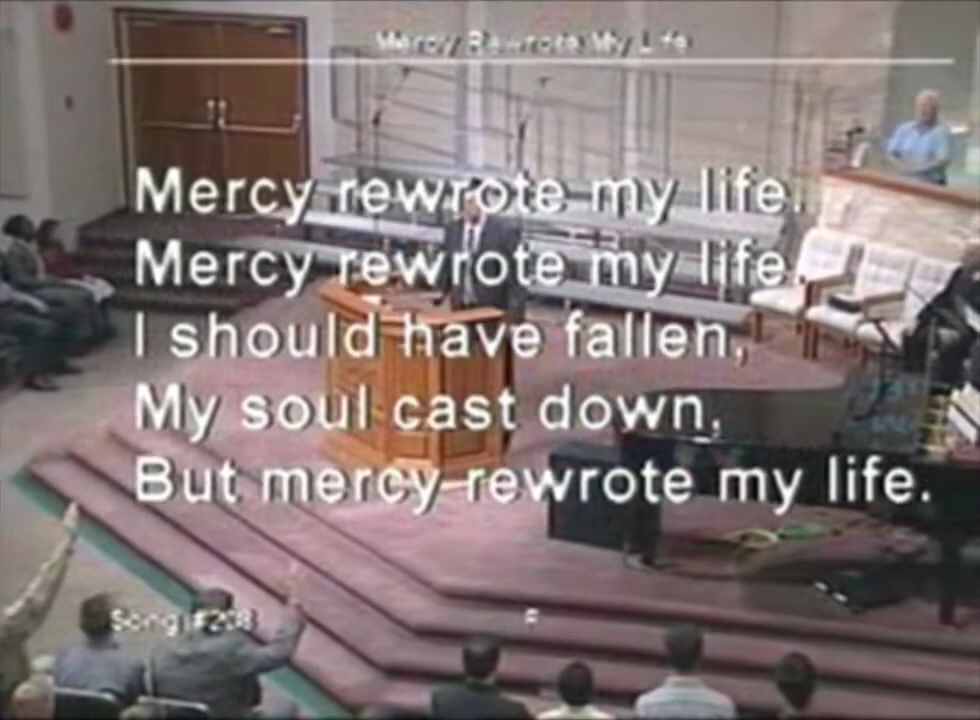 Mercy Rewrote My Life
Mercy rewrote my life.
Mercy rewrote my life.
I should have fallen,
My soul cast down,
But mercy rewrote my life.
Song #208
F